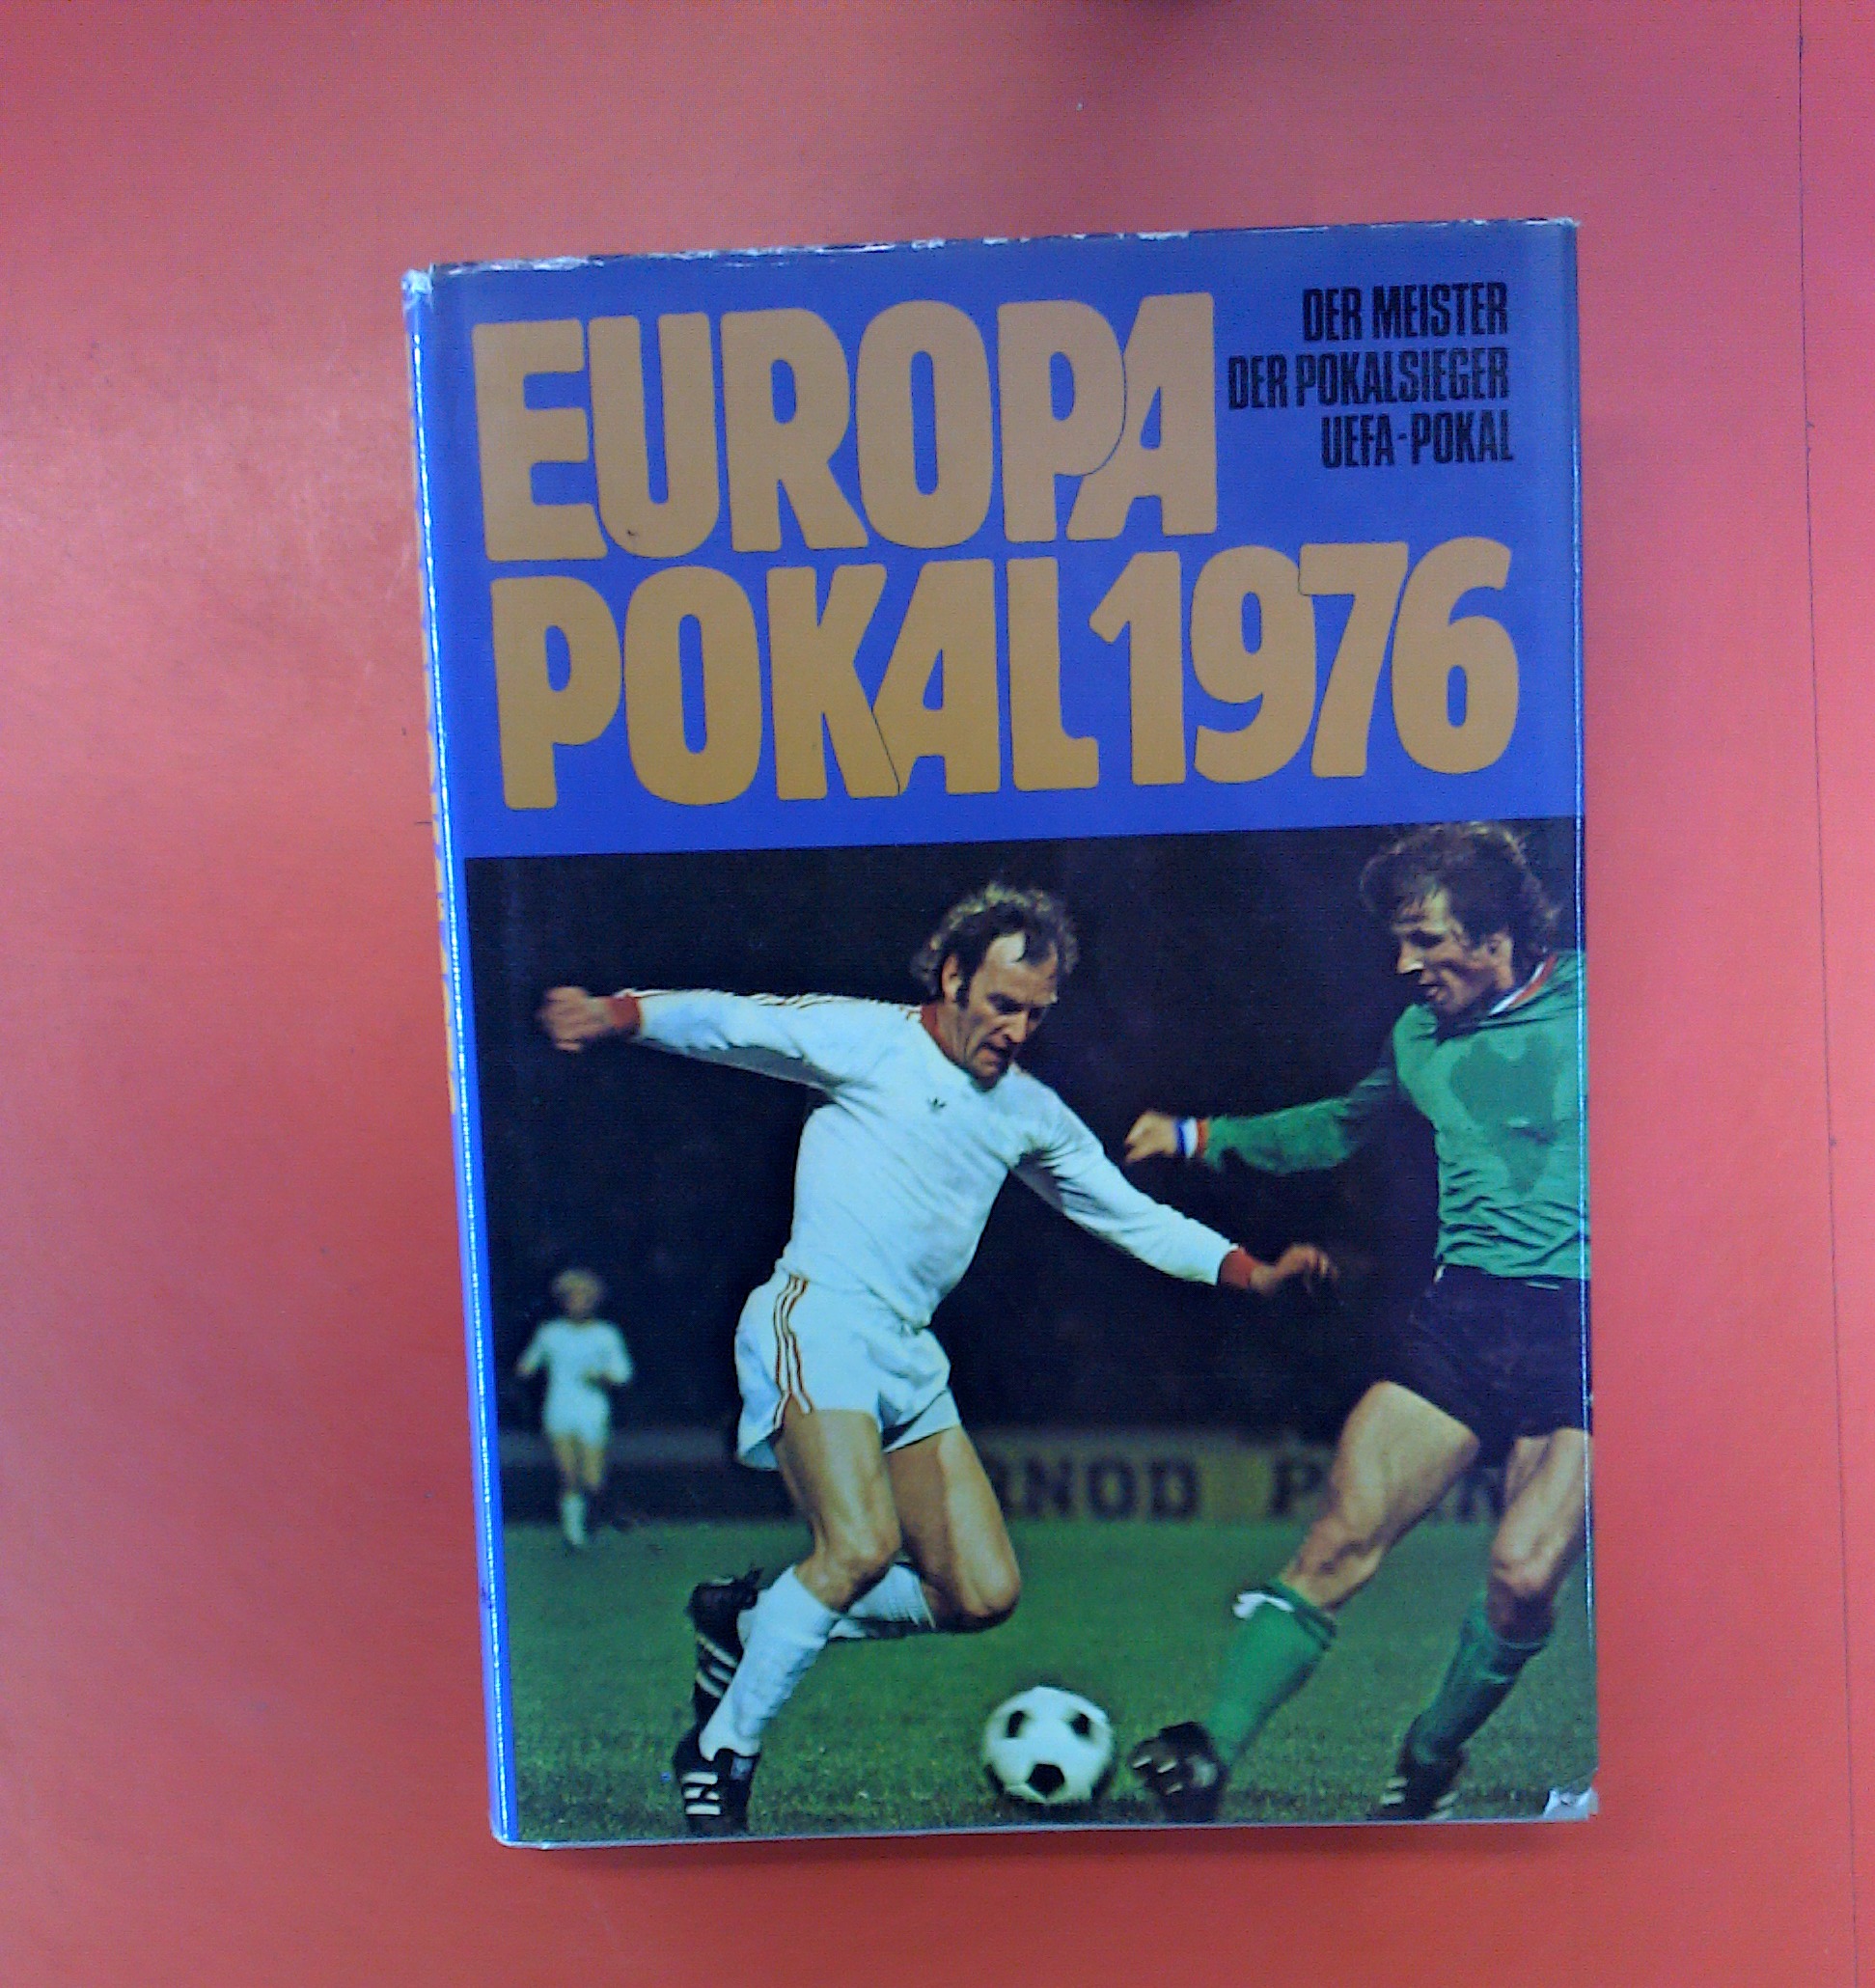 EUROPA
POKAL 1976
DER MEISTER
DER POKALSIEGER
UEFA-POKAL